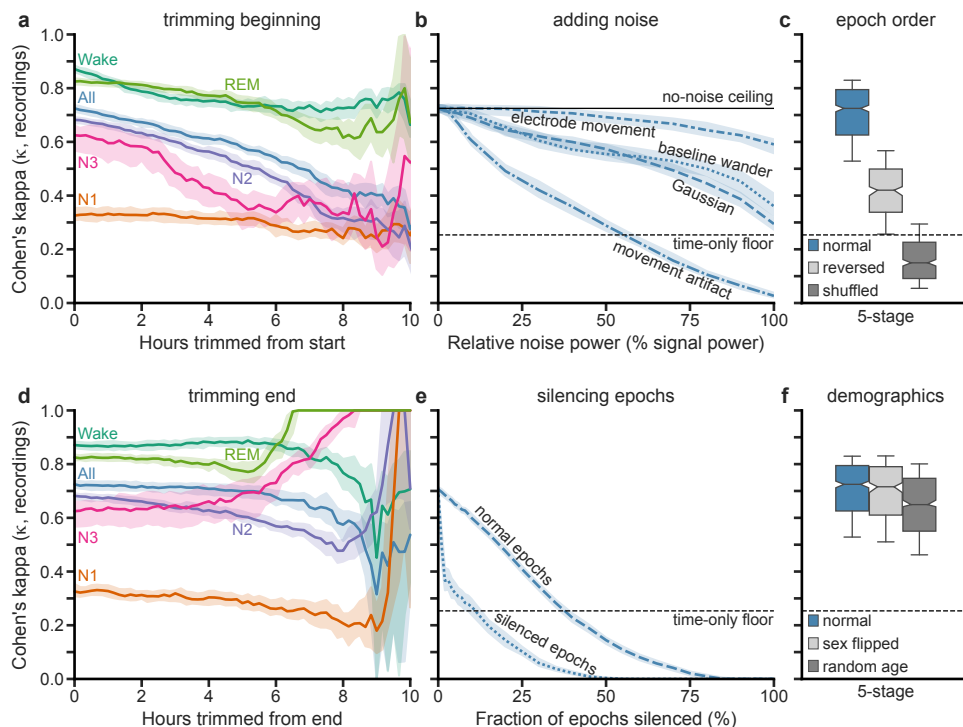 a trimming beginning
b adding noise
c epoch order
Cohen's kappa (κ, recordings)
1.0
0.8
0.6
0.4
0.2
0.0
Wake
All
REM
N3
N2
N1
0 2 4 6 8 10
Hours trimmed from start
no-noise ceiling
electrode movement
baseline wander
Gaussian
time-only floor
movement artifact
0 25 50 75 100
Relative noise power (% signal power)
normal
reversed
shuffled
5-stage
d trimming end
e silencing epochs
f demographics
Cohen's kappa (κ, recordings)
1.0
0.8
0.6
0.4
0.2
0.0
Wake
REM
All
N2
N3
N1
0 2 4 6 8 10
Hours trimmed from end
normal epochs
time-only floor
silenced epochs
0 25 50 75 100
Fraction of epochs silenced (%)
normal
sex flipped
random age
5-stage